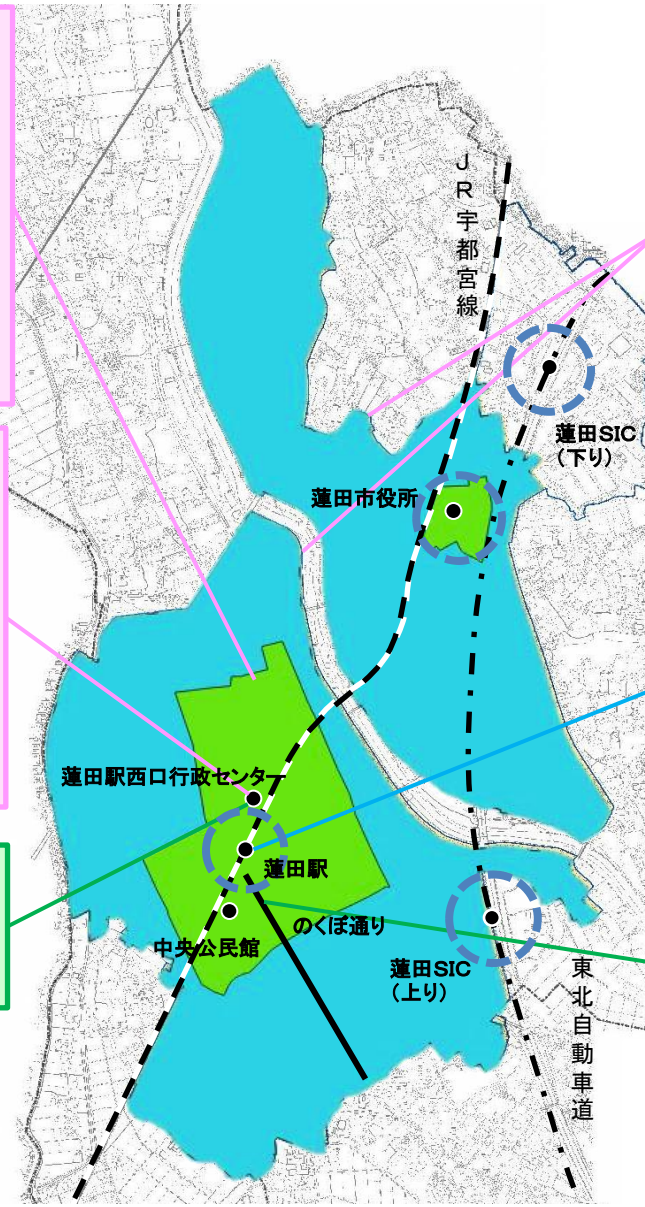 JR宇都宮線
蓮田SIC
(下り)
蓮田市役所
蓮田駅西口行政センター
蓮田駅
のくぼ通り
中央公民館
蓮田SIC
(上り)
東北自動車道